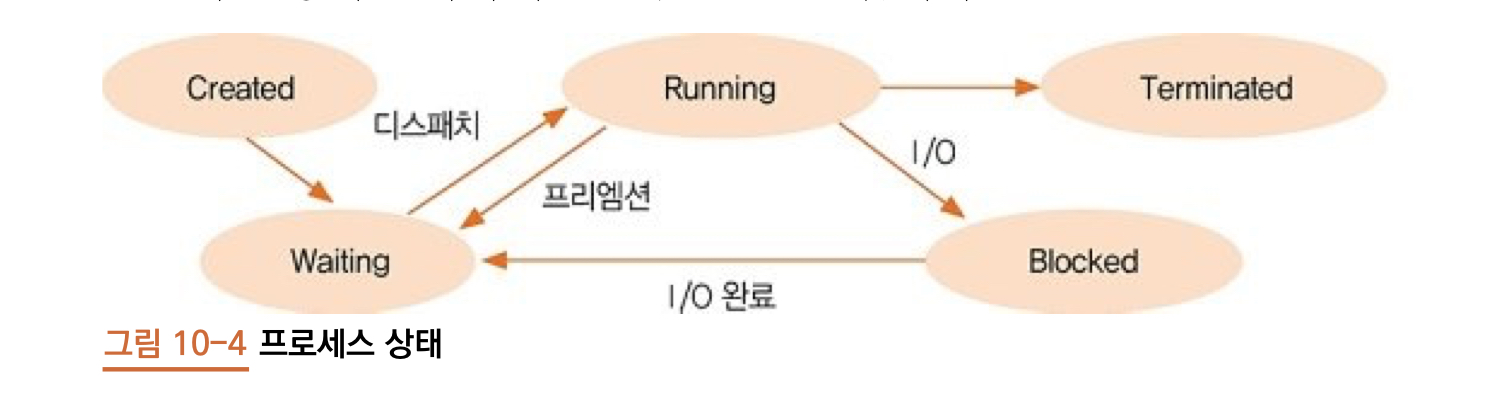 Created
Running
Terminated
디스패치
I/O
프리엠션
Waiting
Blocked
I/O 완료
그림 10-4 프로세스 상태